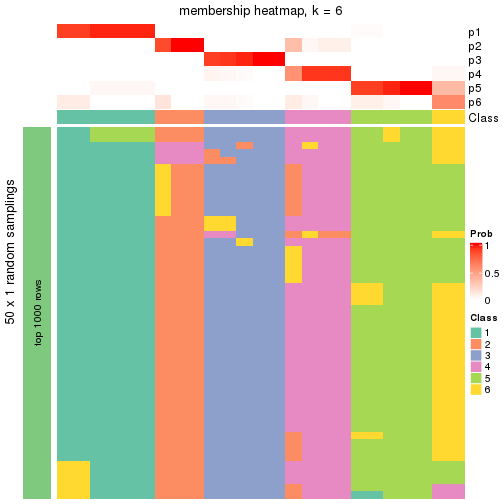 membership heatmap, k = 6
p1
p2
p3
p4
p5
p6
Class
50 x 1 random samplings
top 1000 rows
Prob
1
0.5
0
Class
1
2
3
4
5
6